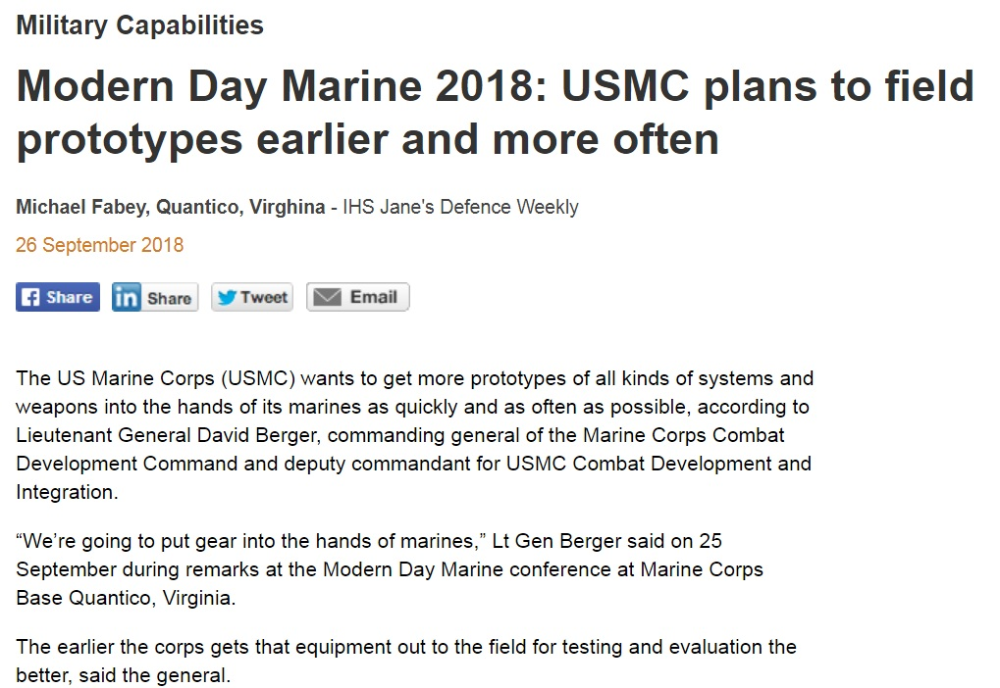 Military Capabilities
Modern Day Marine 2018: USMC plans to field
prototypes earlier and more often
Michael Fabey, Quantico, Virghina - IHS Jane's Defence Weekly
26 September 2018
Share Share Tweet Email
The US Marine Corps (USMC) wants to get more prototypes of all kinds of systems and
weapons into the hands of its marines as quickly and as often as possible, according to
Lieutenant General David Berger, commanding general of the Marine Corps Combat
Development Command and deputy commandant for USMC Combat Development and
Integration.
“We’re going to put gear into the hands of marines,” Lt Gen Berger said on 25
September during remarks at the Modern Day Marine conference at Marine Corps
Base Quantico, Virginia.
The earlier the corps gets that equipment out to the field for testing and evaluation the
better, said the general.